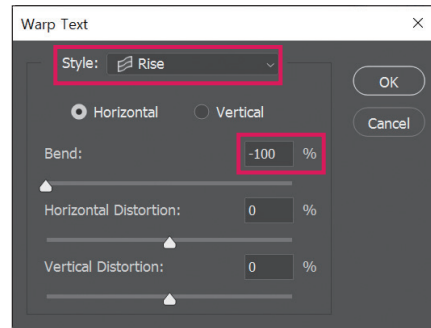 Warp Text
Style: Rise
Horizontal Vertical
Bend: -100 %
Horizontal Distortion: 0 %
Vertical Distortion: 0 %
OK
Cancel